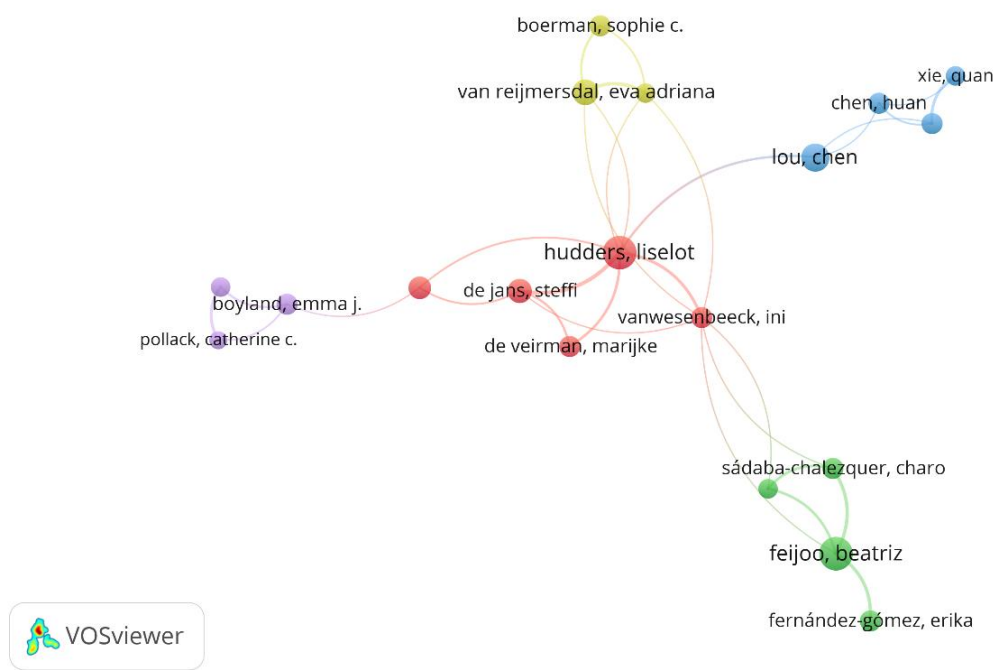 boerman, sophie c.
xie, quan
van reijmersdal, eva adriana
chen, huan
lou, chen
hudders, liselot
de jans, steffi
boyland, emma j.
vanwesenbeeck, ini
pollack, catherine c.
de veirman, marijke
sádaba-chalezquer, charo
feijoo, beatriz
fernández-gómez, erika
VOSviewer